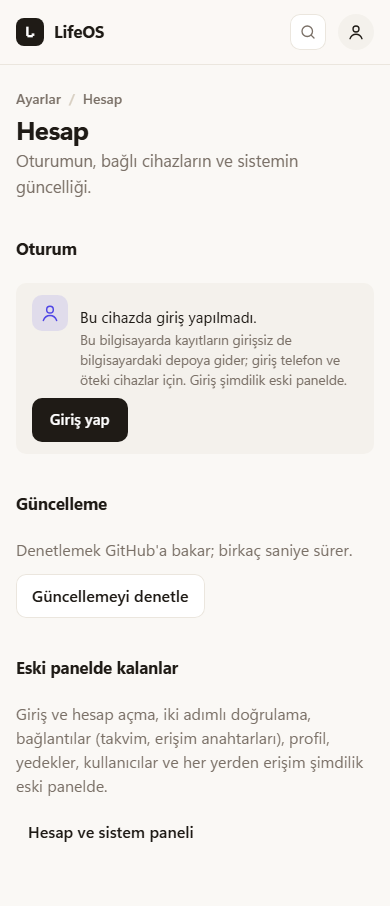 LifeOS
Ayarlar / Hesap
Hesap
Oturumun, bağlı cihazların ve sistemin
güncelliği.
Oturum
Bu cihazda giriş yapılmadı.
Bu bilgisayarda kayıtların girişsiz de
bilgisayardaki depoya gider; giriş telefon ve
öteki cihazlar için. Giriş şimdilik eski panelde.
Giriş yap
Güncelleme
Denetlemek GitHub'a bakar; birkaç saniye sürer.
Güncellemeyi denetle
Eski panelde kalanlar
Giriş ve hesap açma, iki adımlı doğrulama,
bağlantılar (takvim, erişim anahtarları), profil,
yedekler, kullanıcılar ve her yerden erişim şimdilik
eski panelde.
Hesap ve sistem paneli